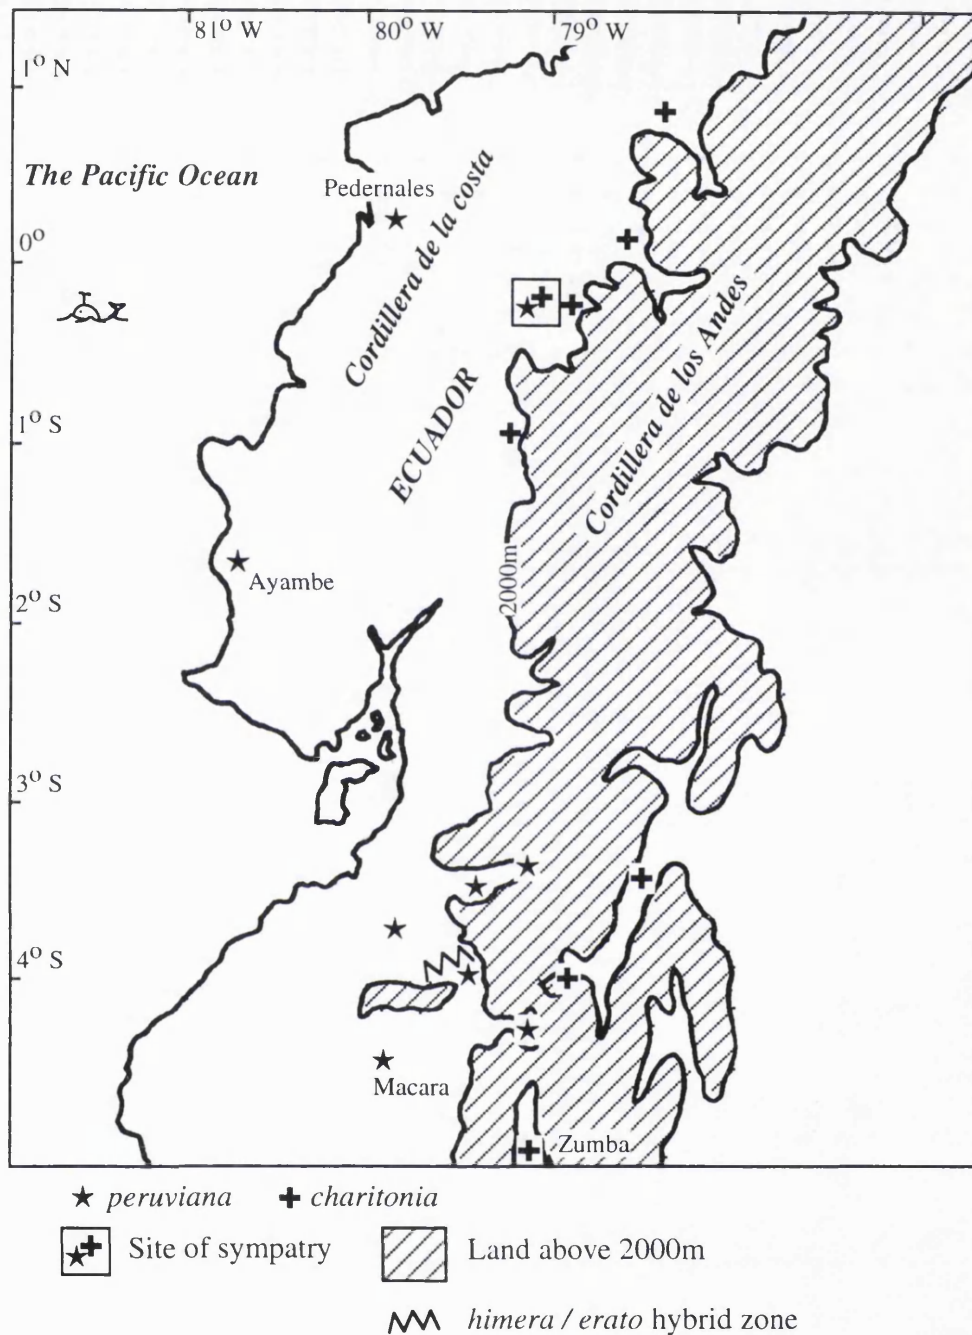 81° W 80° W 79° W
1° N
The Pacific Ocean
Pedernales
Cordillera de la costa
0°
Cordillera de los Andes
ECUADOR
1° S
2000m
Ayambe
2° S
3° S
4° S
Macara
Zumba
peruviana charitonia
Site of sympatry Land above 2000m
himera / erato hybrid zone